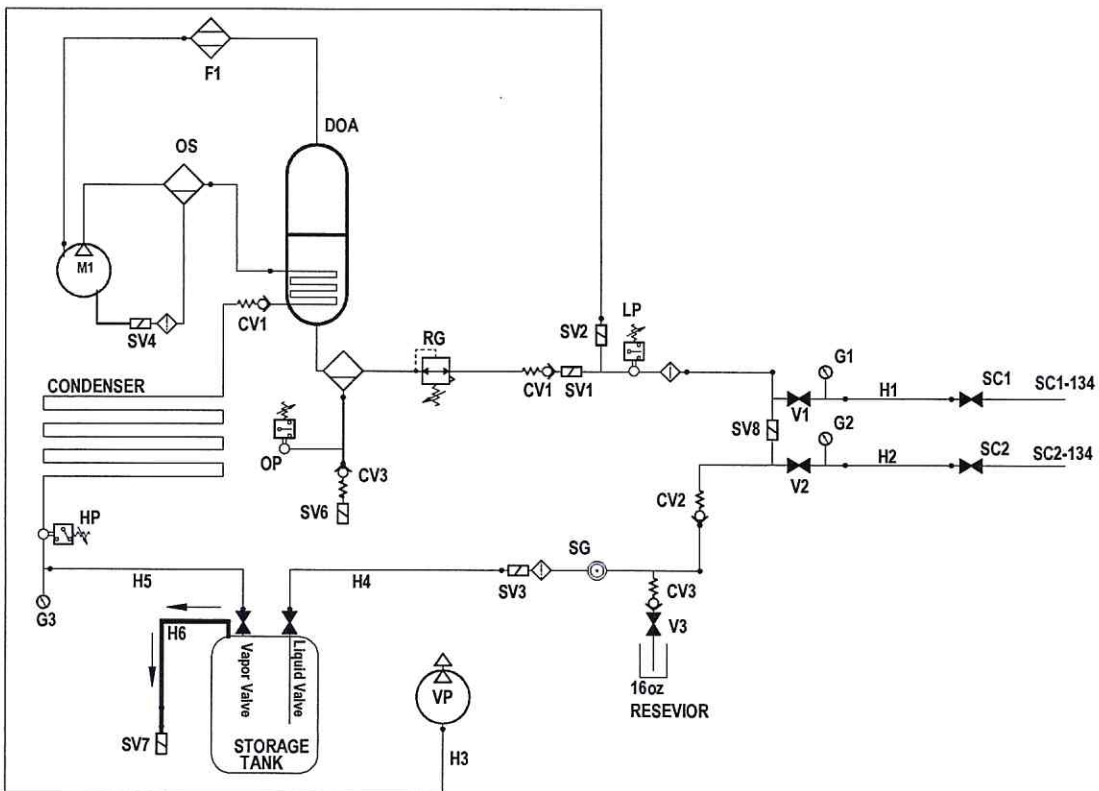 F1
DOA
OS
M1
SV4
CV1
SV2
LP
RG
CV1
SV1
G1
H1
SC1
SC1-134
V1
G2
SV8
CONDENSER
OP
CV3
SV6
H2
SC2
SC2-134
V2
CV2
HP
SG
H5
H4
SV3
CV3
V3
G3
H6
Vapor Valve
Liquid Valve
VP
16oz
RESEVIOR
SV7
STORAGE
TANK
H3